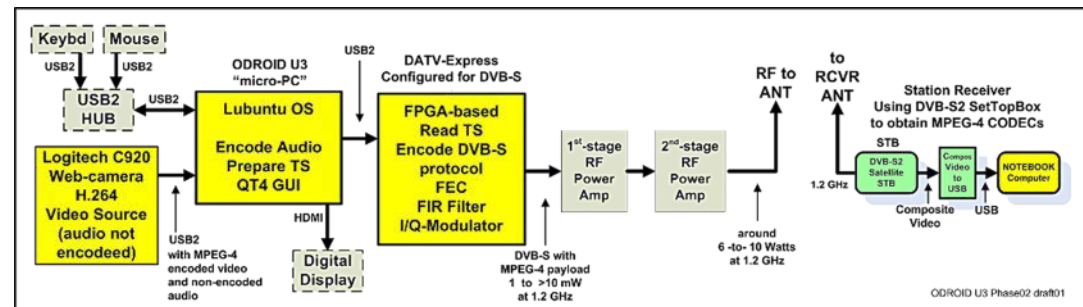 Keybd
Mouse
USB2
USB2
USB2
HUB
USB2
ODROID U3
"micro-PC"
Lubuntu OS
Encode Audio
Prepare TS
QT4 GUI
Logitech C920
Web-camera
H.264
Video Source
(audio not
encodeed)
USB2
with MPEG-4
encoded video
and non-encoded
audio
HDMI
Digital
Display
USB2
DATV-Express
Configured for DVB-S
FPGA-based
Read TS
Encode DVB-S
protocol
FEC
FIR Filter
I/Q-Modulator
DVB-S with
MPEG-4 payload
1 to >10 mW
at 1.2 GHz
1st-stage
RF
Power
Amp
2nd-stage
RF
Power
Amp
RF to
ANT
around
6 -to- 10 Watts
at 1.2 GHz
to
RCVR
ANT
1.2 GHz
Station Receiver
Using DVB-S2 SetTopBox
to obtain MPEG-4 CODECs
STB
DVB-S2
Satellite
STB
Composite
Video
Compos
Video
to
USB
USB
NOTEBOOK
Computer
ODROID U3 Phase02 draft01